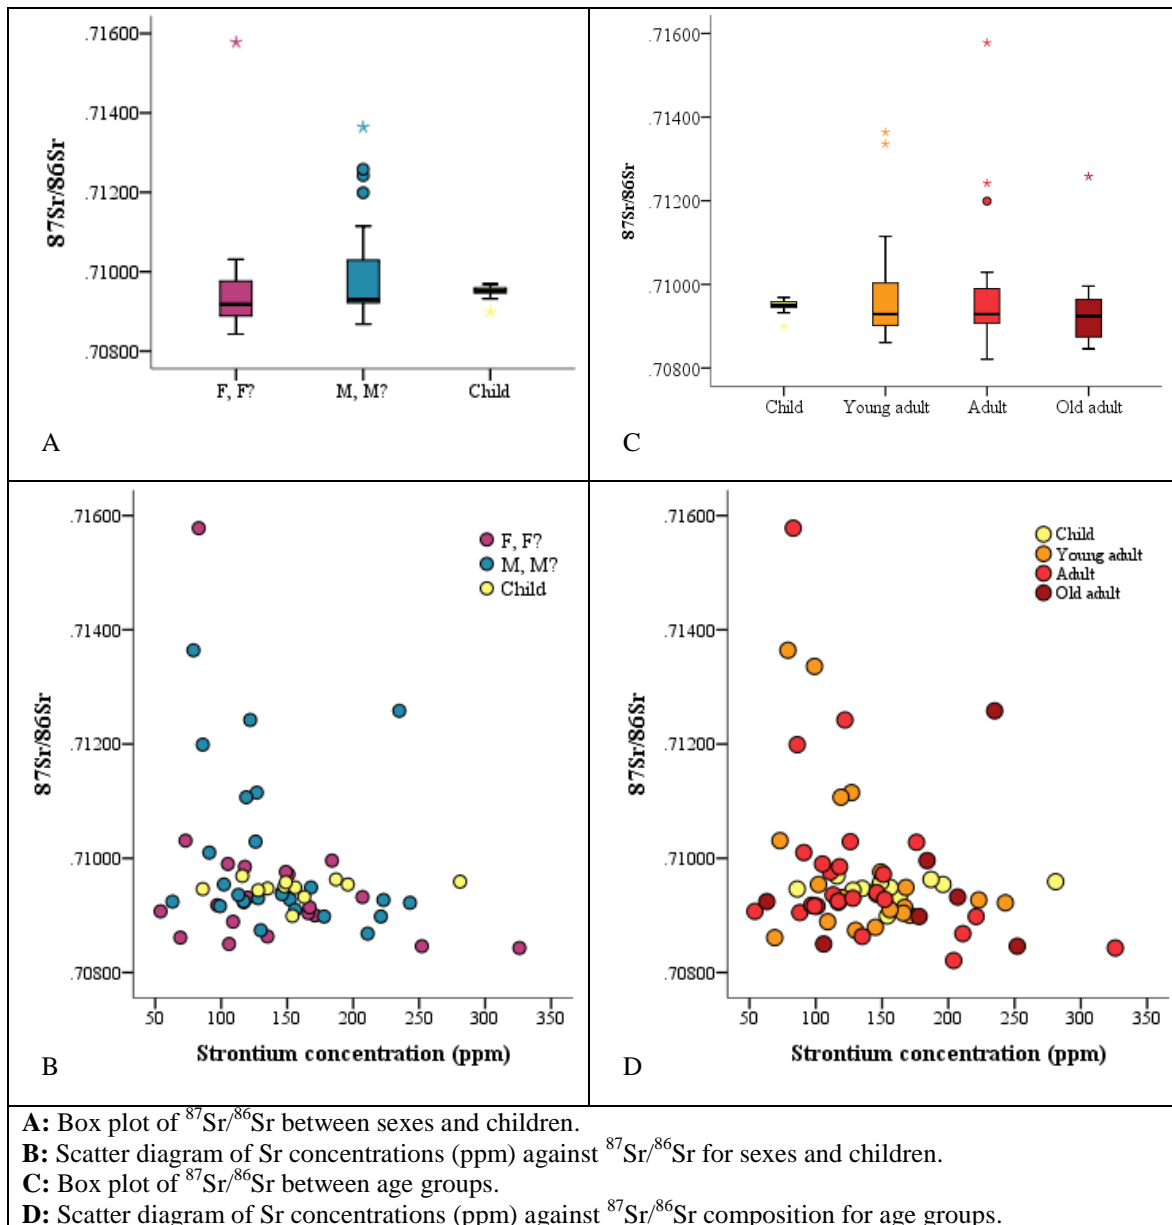 .71600
.71400
.71200
.71000
.70800
87Sr/86Sr
F, F?
M, M?
Child
A
.71600
.71400
.71200
.71000
.70800
87Sr/86Sr
Child
Young adult
Adult
Old adult
C
.71600
.71400
.71200
.71000
.70800
87Sr/86Sr
F, F?
M, M?
Child
50 100 150 200 250 300 350
Strontium concentration (ppm)
B
.71600
.71400
.71200
.71000
.70800
87Sr/86Sr
Child
Young adult
Adult
Old adult
50 100 150 200 250 300 350
Strontium concentration (ppm)
D
A: Box plot of ⁸⁷Sr/⁸⁶Sr between sexes and children.
B: Scatter diagram of Sr concentrations (ppm) against ⁸⁷Sr/⁸⁶Sr for sexes and children.
C: Box plot of ⁸⁷Sr/⁸⁶Sr between age groups.
D: Scatter diagram of Sr concentrations (ppm) against ⁸⁷Sr/⁸⁶Sr composition for age groups.